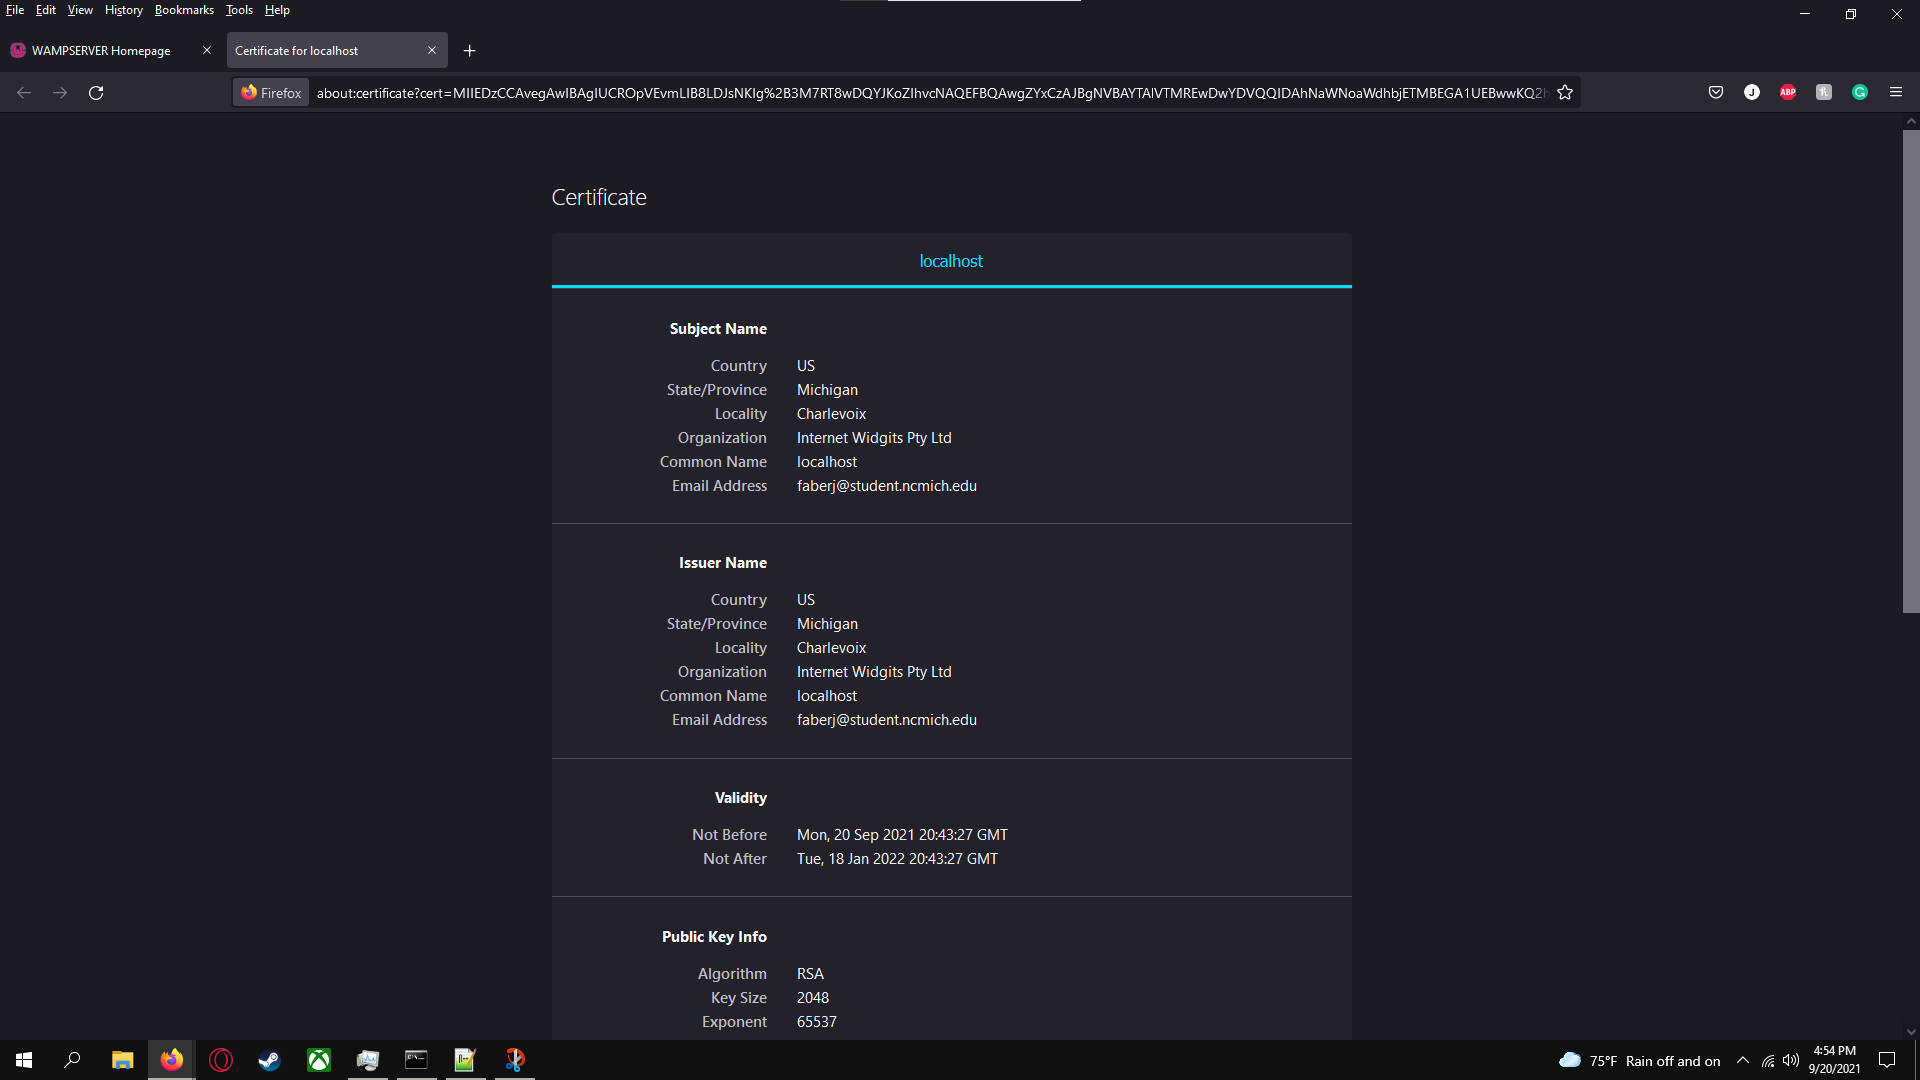 File Edit View History Bookmarks Tools Help
WAMPSERVER Homepage
Certificate for localhost
Firefox
about:certificate?cert=MIIEDzCCAvegAwIBAgIUCROpVEvmLIB8LDJsNKIg%2B3M7RT8wDQYJKoZIhvcNAQEFBQAwgZYxCzAJBgNVBAYTAlVTMREwDwYDVQQIDAhNaWNoaWdhbjETMBEGA1UEBwwKQ2h
J
ABP
Certificate
localhost
Subject Name
Country US
State/Province Michigan
Locality Charlevoix
Organization Internet Widgits Pty Ltd
Common Name localhost
Email Address faberj@student.ncmich.edu
Issuer Name
Country US
State/Province Michigan
Locality Charlevoix
Organization Internet Widgits Pty Ltd
Common Name localhost
Email Address faberj@student.ncmich.edu
Validity
Not Before Mon, 20 Sep 2021 20:43:27 GMT
Not After Tue, 18 Jan 2022 20:43:27 GMT
Public Key Info
Algorithm RSA
Key Size 2048
Exponent 65537
75°F Rain off and on
4:54 PM
9/20/2021